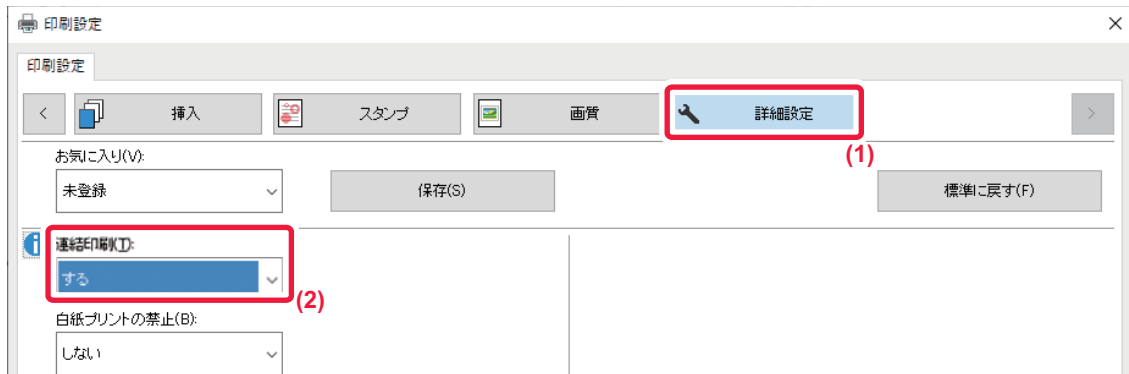 印刷設定
印刷設定
挿入
スタンプ
画質
詳細設定
(1)
お気に入り(V):
未登録
保存(S)
標準に戻す(F)
連結印刷(T):
する
(2)
白紙プリントの禁止(B):
しない